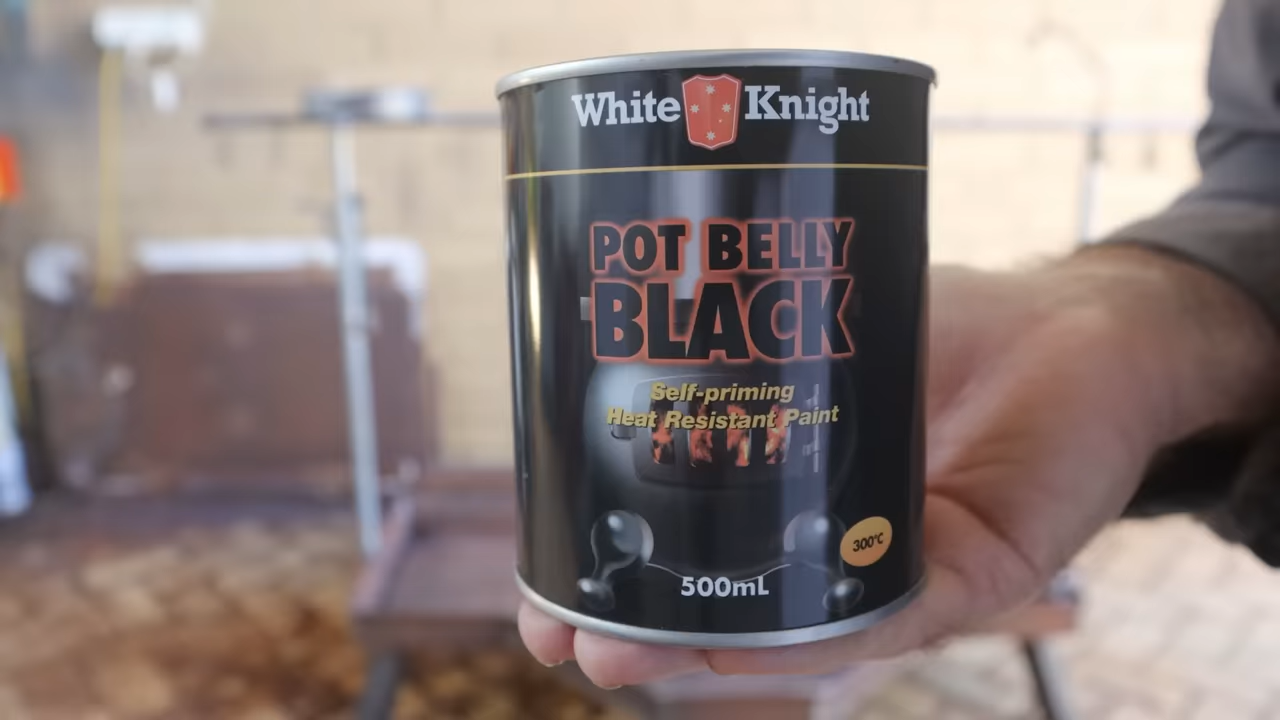 White Knight
POT BELLY
BLACK
Self-priming
Heat Resistant Paint
300°C
500mL